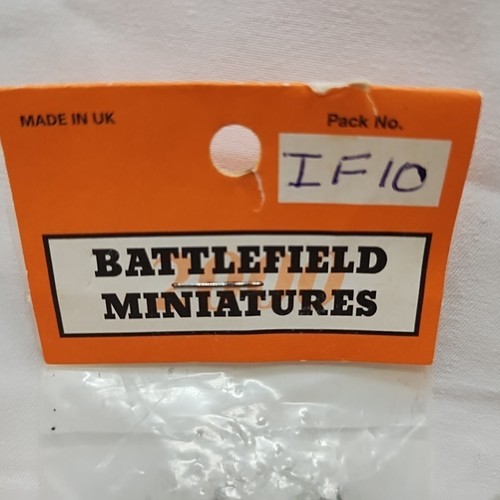 MADE IN UK
Pack No.
IF10
BATTLEFIELD
MINIATURES